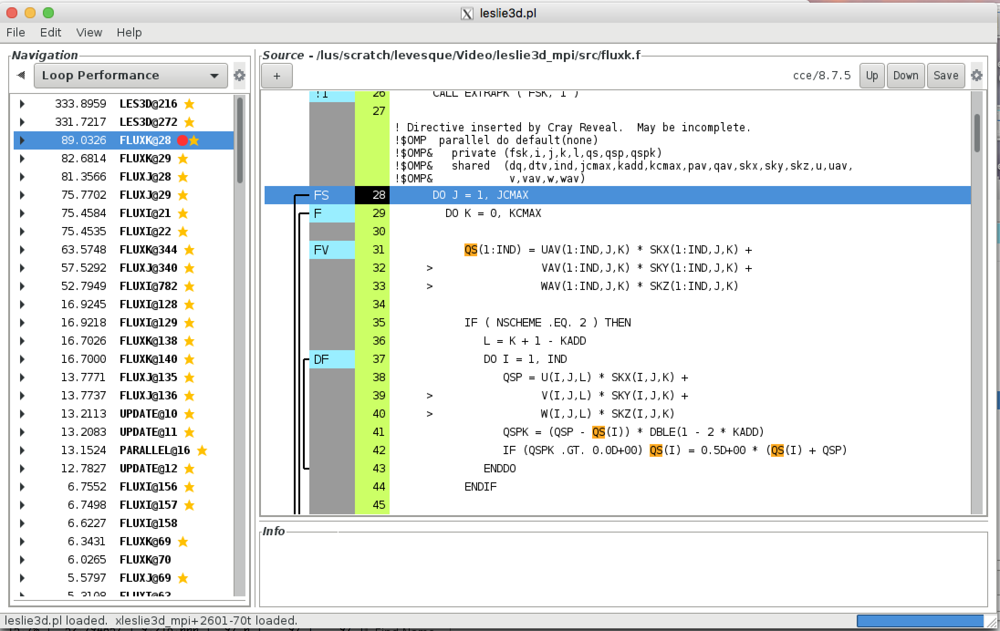 leslie3d.pl
File Edit View Help
Navigation
Loop Performance
333.8959 LES3D@216
331.7217 LES3D@272
89.0326 FLUXK@28
82.6814 FLUXK@29
81.3566 FLUXJ@28
75.7702 FLUXJ@29
75.4584 FLUXI@21
75.4535 FLUXI@22
63.5748 FLUXK@344
57.5292 FLUXJ@340
52.7949 FLUXI@782
16.9245 FLUXI@128
16.9218 FLUXI@129
16.7026 FLUXK@138
16.7000 FLUXK@140
13.7771 FLUXJ@135
13.7737 FLUXJ@136
13.2113 UPDATE@10
13.2083 UPDATE@11
13.1524 PARALLEL@16
12.7827 UPDATE@12
6.7552 FLUXI@156
6.7498 FLUXI@157
6.6227 FLUXI@158
6.3431 FLUXK@69
6.0265 FLUXK@70
5.5797 FLUXJ@69
5.3108 FLUXI@63
Source - /lus/scratch/levesque/Video/leslie3d_mpi/src/fluxk.f
+ cce/8.7.5 Up Down Save
!I 26 CALL EXTRAPK ( FSK, I )
27
! Directive inserted by Cray Reveal. May be incomplete.
!$OMP parallel do default(none)
!$OMP& private (fsk,i,j,k,l,qs,qsp,qspk)
!$OMP& shared (dq,dtv,ind,jcmax,kadd,kcmax,pav,qav,skx,sky,skz,u,uav,
!$OMP& v,vav,w,wav)
FS 28 DO J = 1, JCMAX
F 29 DO K = 0, KCMAX
30
FV 31 QS(1:IND) = UAV(1:IND,J,K) * SKX(1:IND,J,K) +
32 > VAV(1:IND,J,K) * SKY(1:IND,J,K) +
33 > WAV(1:IND,J,K) * SKZ(1:IND,J,K)
34
35 IF ( NSCHEME .EQ. 2 ) THEN
36 L = K + 1 - KADD
DF 37 DO I = 1, IND
38 QSP = U(I,J,L) * SKX(I,J,K) +
39 > V(I,J,L) * SKY(I,J,K) +
40 > W(I,J,L) * SKZ(I,J,K)
41 QSPK = (QSP - QS(I)) * DBLE(1 - 2 * KADD)
42 IF (QSPK .GT. 0.0D+00) QS(I) = 0.5D+00 * (QS(I) + QSP)
43 ENDDO
44 ENDIF
45
Info
leslie3d.pl loaded. xleslie3d_mpi+2601-70t loaded.